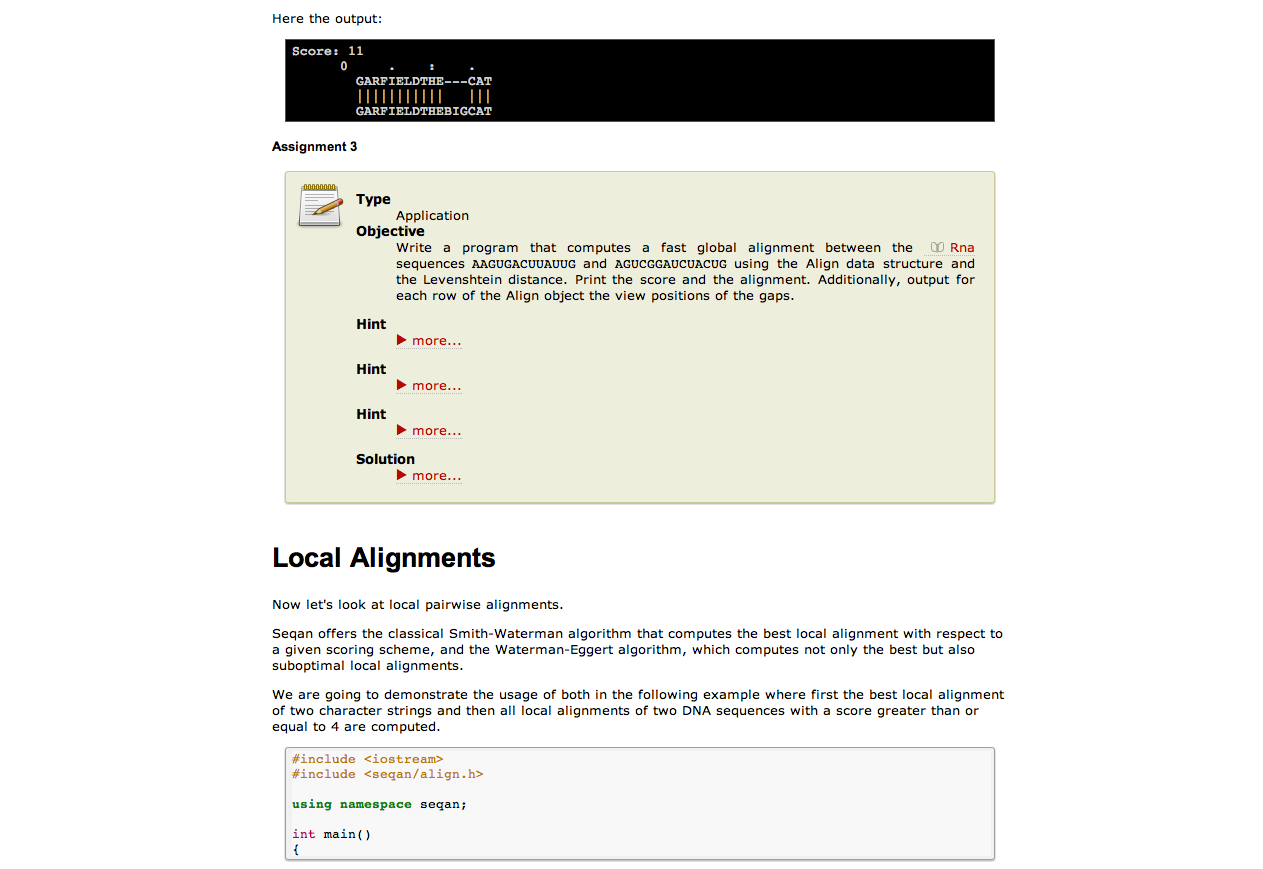 Here the output:
Score: 11
0 . : .
GARFIELDTHE---CAT
||||||||||| |||
GARFIELDTHEBIGCAT
Assignment 3
Type
Application
Objective
Write a program that computes a fast global alignment between the Rna
sequences AAGUGACUUAUUG and AGUCGGAUCUACUG using the Align data structure and
the Levenshtein distance. Print the score and the alignment. Additionally, output for
each row of the Align object the view positions of the gaps.
Hint
more...
Hint
more...
Hint
more...
Solution
more...
Local Alignments
Now let's look at local pairwise alignments.
Seqan offers the classical Smith-Waterman algorithm that computes the best local alignment with respect to
a given scoring scheme, and the Waterman-Eggert algorithm, which computes not only the best but also
suboptimal local alignments.
We are going to demonstrate the usage of both in the following example where first the best local alignment
of two character strings and then all local alignments of two DNA sequences with a score greater than or
equal to 4 are computed.
#include <iostream>
#include <seqan/align.h>
using namespace seqan;
int main()
{